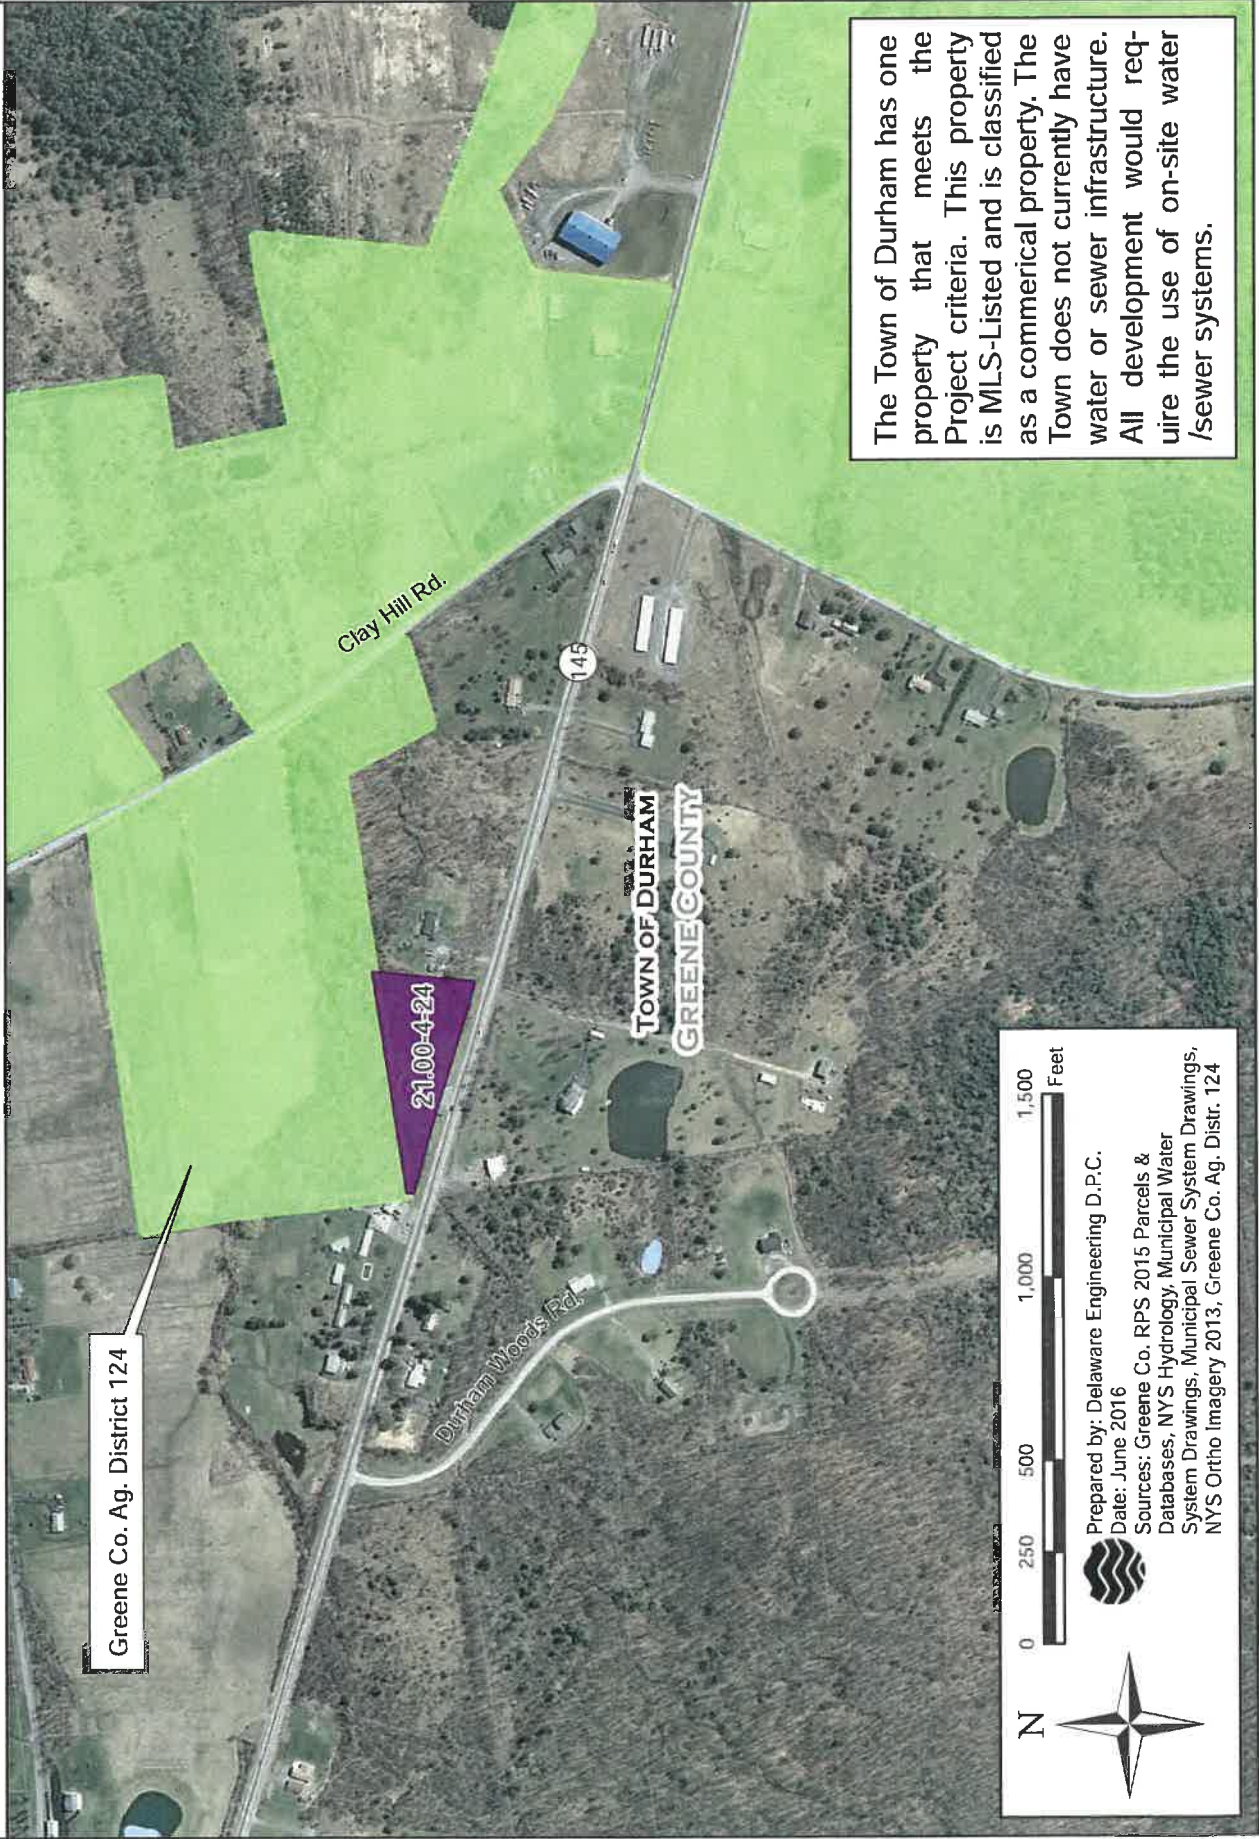 Greene Co. Ag. District 124
Clay Hill Rd.
145
21.00-4-24
TOWN OF DURHAM
GREENE COUNTY
Durham Woods Rd.
N
0 250 500 1,000 1,500
Feet
Prepared by: Delaware Engineering D.P.C.
Date: June 2016
Sources: Greene Co. RPS 2015 Parcels &
Databases, NYS Hydrology, Municipal Water
System Drawings, Municipal Sewer System Drawings,
NYS Ortho Imagery 2013, Greene Co. Ag. Distr. 124
The Town of Durham has one
property that meets the
Project criteria. This property
is MLS-Listed and is classified
as a commerical property. The
Town does not currently have
water or sewer infrastructure.
All development would req-
uire the use of on-site water
/sewer systems.